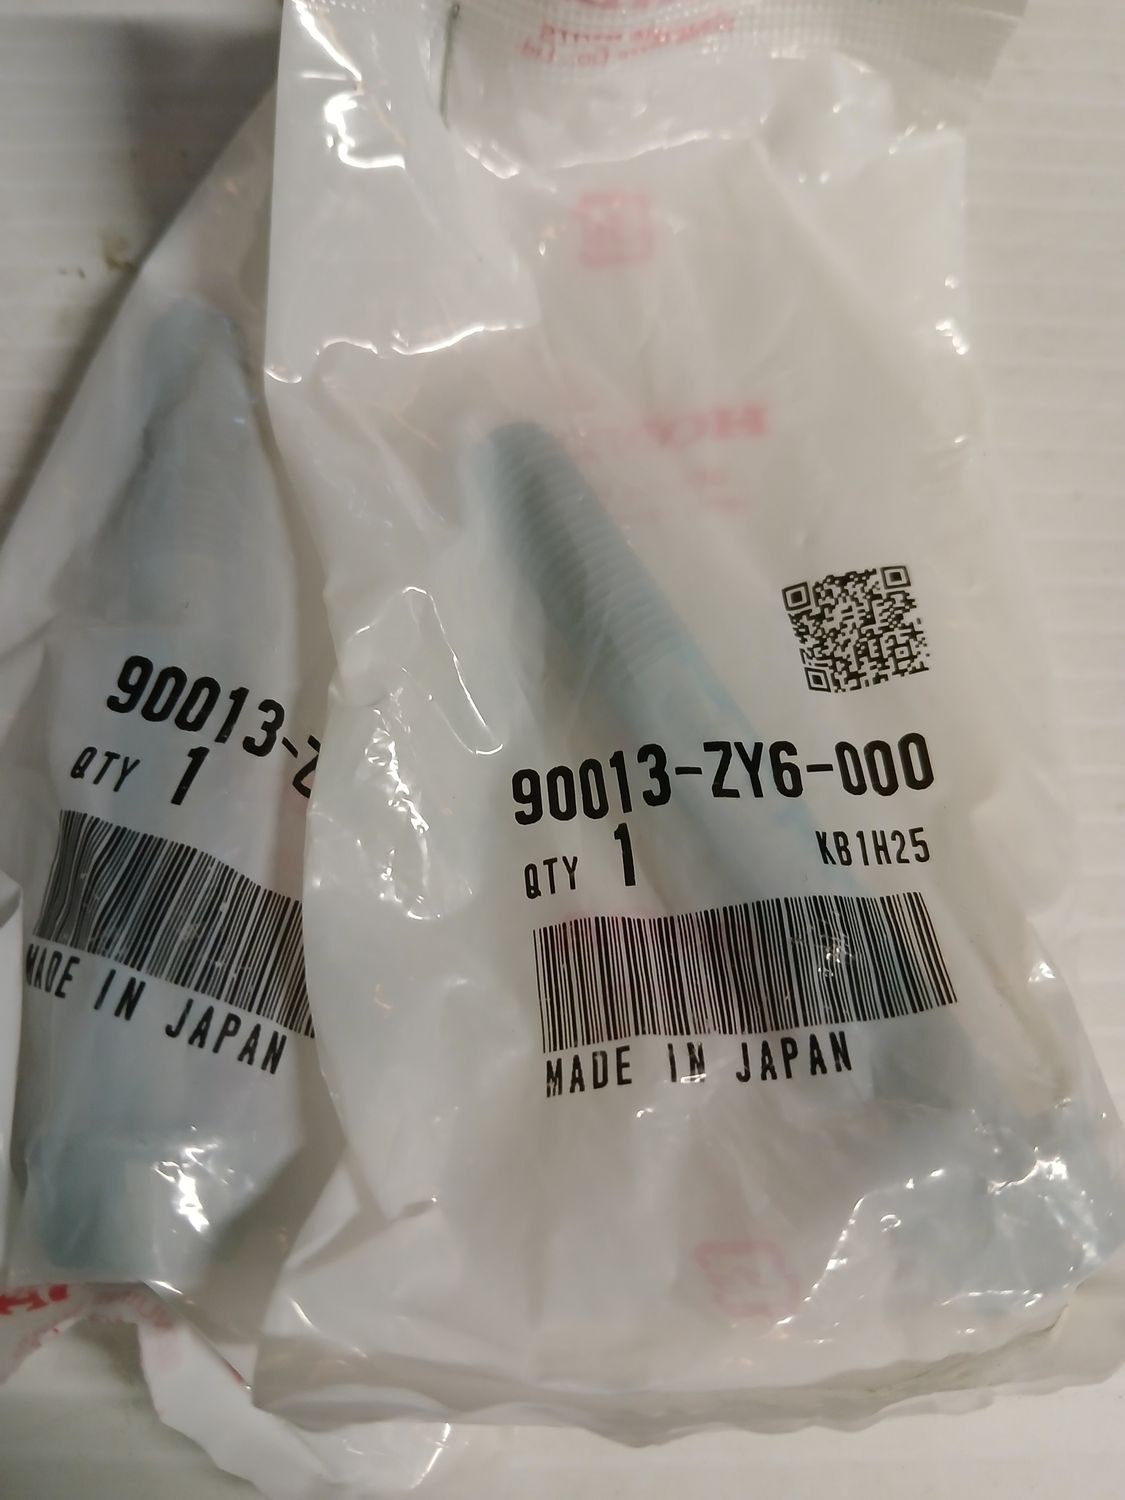 90013-Z
QTY 1
MADE IN JAPAN
90013-ZY6-000
QTY 1
KB1H25
MADE IN JAPAN